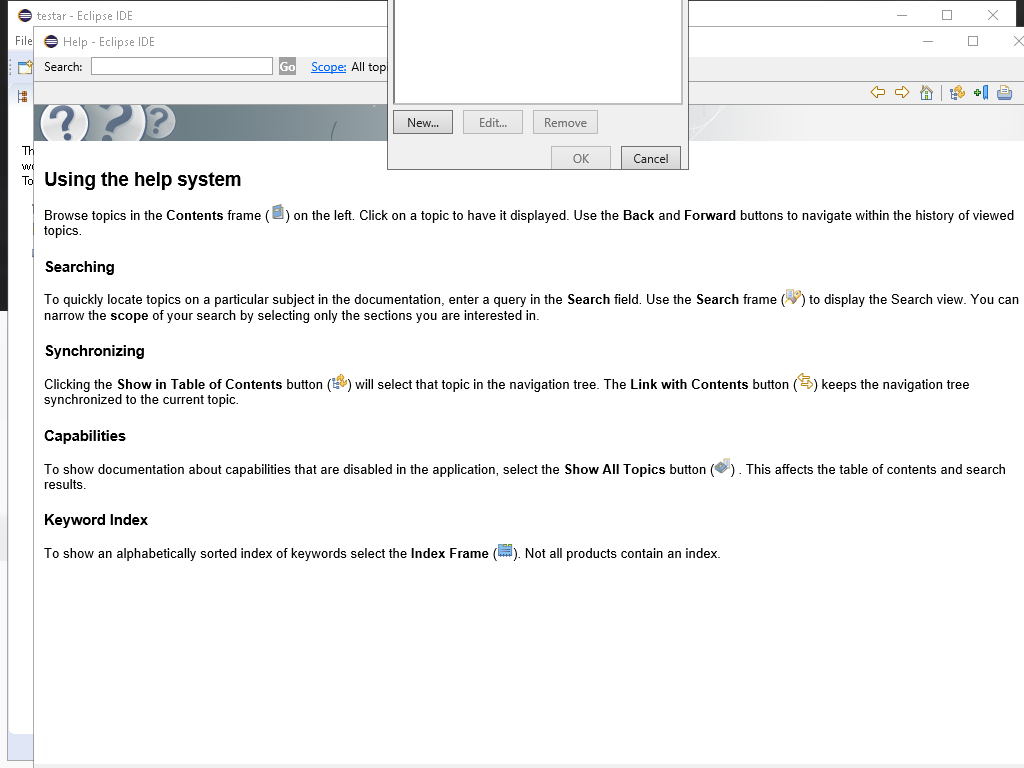 testar - Eclipse IDE
File
Help - Eclipse IDE
Search:
Go
Scope: All topi
New...
Edit...
Remove
OK
Cancel
Th
we
To
Using the help system
Browse topics in the Contents frame ( ) on the left. Click on a topic to have it displayed. Use the Back and Forward buttons to navigate within the history of viewed
topics.
Searching
To quickly locate topics on a particular subject in the documentation, enter a query in the Search field. Use the Search frame ( ) to display the Search view. You can
narrow the scope of your search by selecting only the sections you are interested in.
Synchronizing
Clicking the Show in Table of Contents button ( ) will select that topic in the navigation tree. The Link with Contents button ( ) keeps the navigation tree
synchronized to the current topic.
Capabilities
To show documentation about capabilities that are disabled in the application, select the Show All Topics button ( ) . This affects the table of contents and search
results.
Keyword Index
To show an alphabetically sorted index of keywords select the Index Frame ( ). Not all products contain an index.